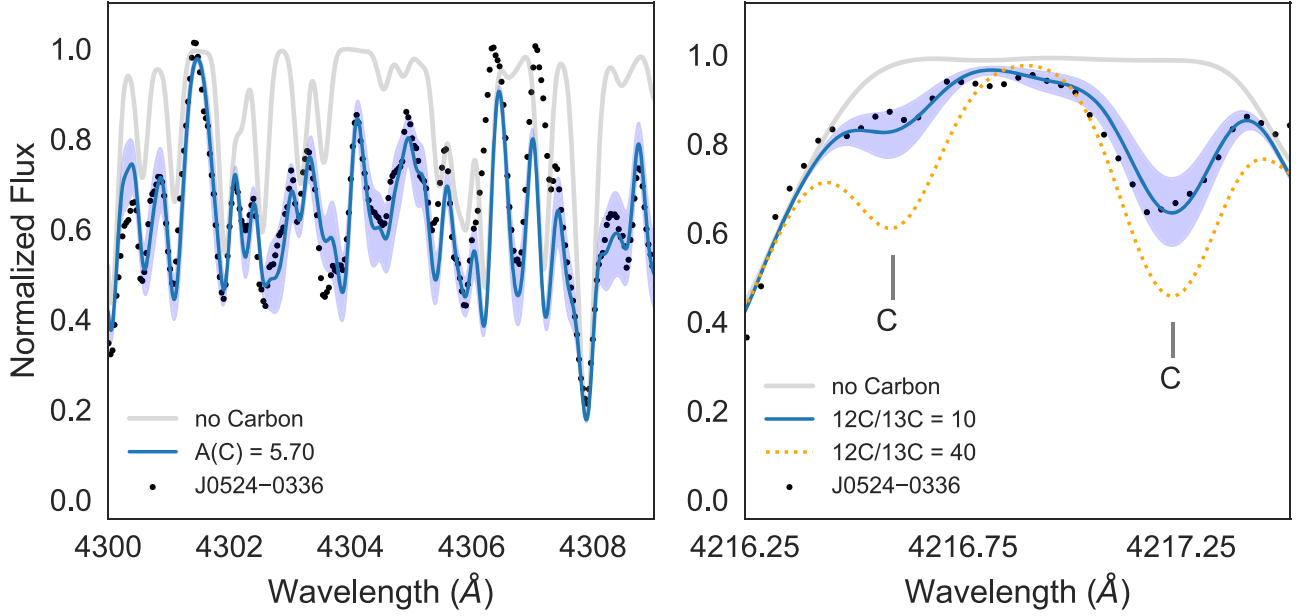 Normalized Flux
1.0
0.8
0.6
0.4
0.2
0.0
no Carbon
A(C) = 5.70
J0524−0336
4300
4302
4304
4306
4308
Wavelength (Å)
1.0
0.8
0.6
0.4
0.2
0.0
C
C
no Carbon
12C/13C = 10
12C/13C = 40
J0524−0336
4216.25
4216.75
4217.25
Wavelength (Å)